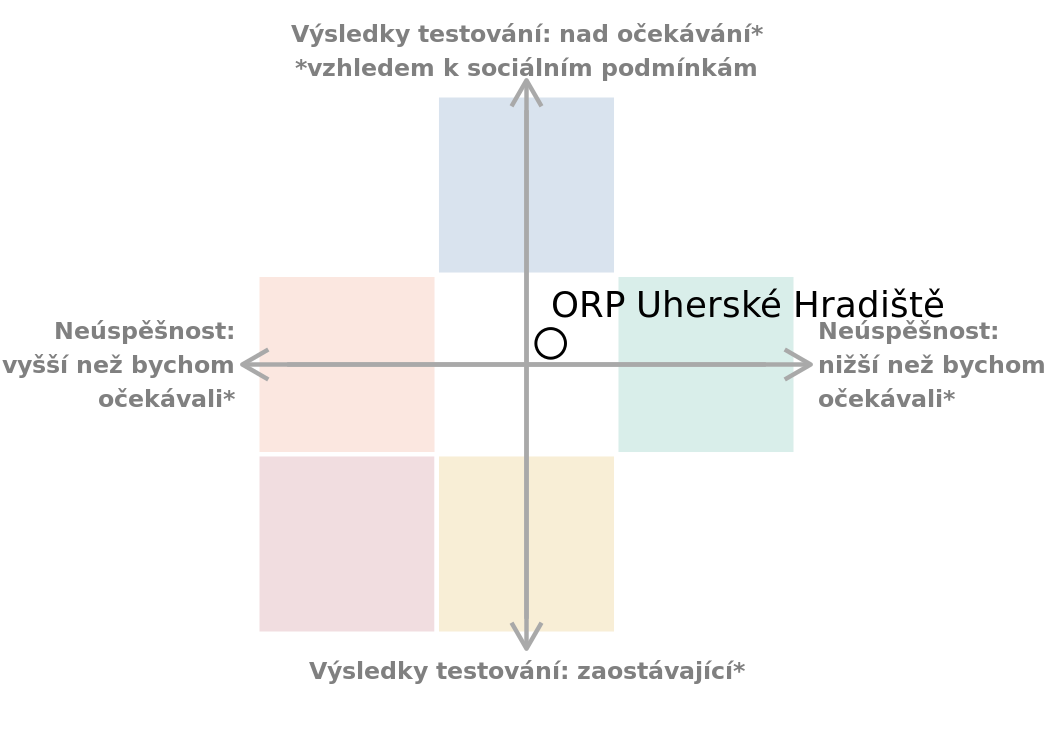 Výsledky testování: nad očekávání*
*vzhledem k sociálním podmínkám
ORP Uherské Hradiště
Neúspěšnost:
vyšší než bychom
očekávali*
Neúspěšnost:
nižší než bychom
očekávali*
Výsledky testování: zaostávající*